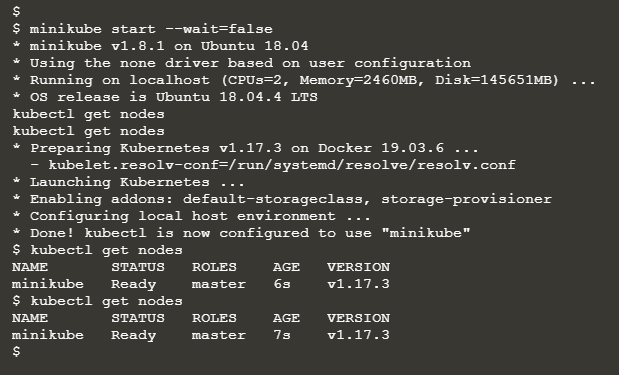 $
$ minikube start --wait=false
* minikube v1.8.1 on Ubuntu 18.04
* Using the none driver based on user configuration
* Running on localhost (CPUs=2, Memory=2460MB, Disk=145651MB) ...
* OS release is Ubuntu 18.04.4 LTS
kubectl get nodes
kubectl get nodes
* Preparing Kubernetes v1.17.3 on Docker 19.03.6 ...
  - kubelet.resolv-conf=/run/systemd/resolve/resolv.conf
* Launching Kubernetes ...
* Enabling addons: default-storageclass, storage-provisioner
* Configuring local host environment ...
* Done! kubectl is now configured to use "minikube"
$ kubectl get nodes
NAME       STATUS   ROLES    AGE   VERSION
minikube   Ready    master   6s    v1.17.3
$ kubectl get nodes
NAME       STATUS   ROLES    AGE   VERSION
minikube   Ready    master   7s    v1.17.3
$